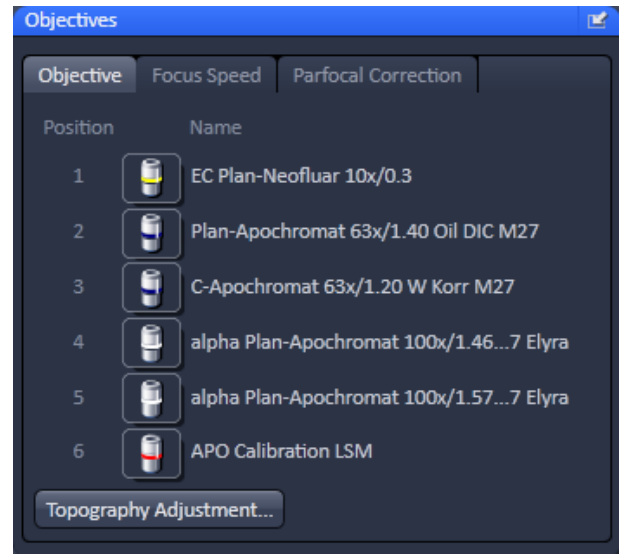 Objectives
Objective Focus Speed Parfocal Correction
Position Name
1 EC Plan-Neofluar 10x/0.3
2 Plan-Apochromat 63x/1.40 Oil DIC M27
3 C-Apochromat 63x/1.20 W Korr M27
4 alpha Plan-Apochromat 100x/1.46...7 Elyra
5 alpha Plan-Apochromat 100x/1.57...7 Elyra
6 APO Calibration LSM
Topography Adjustment...